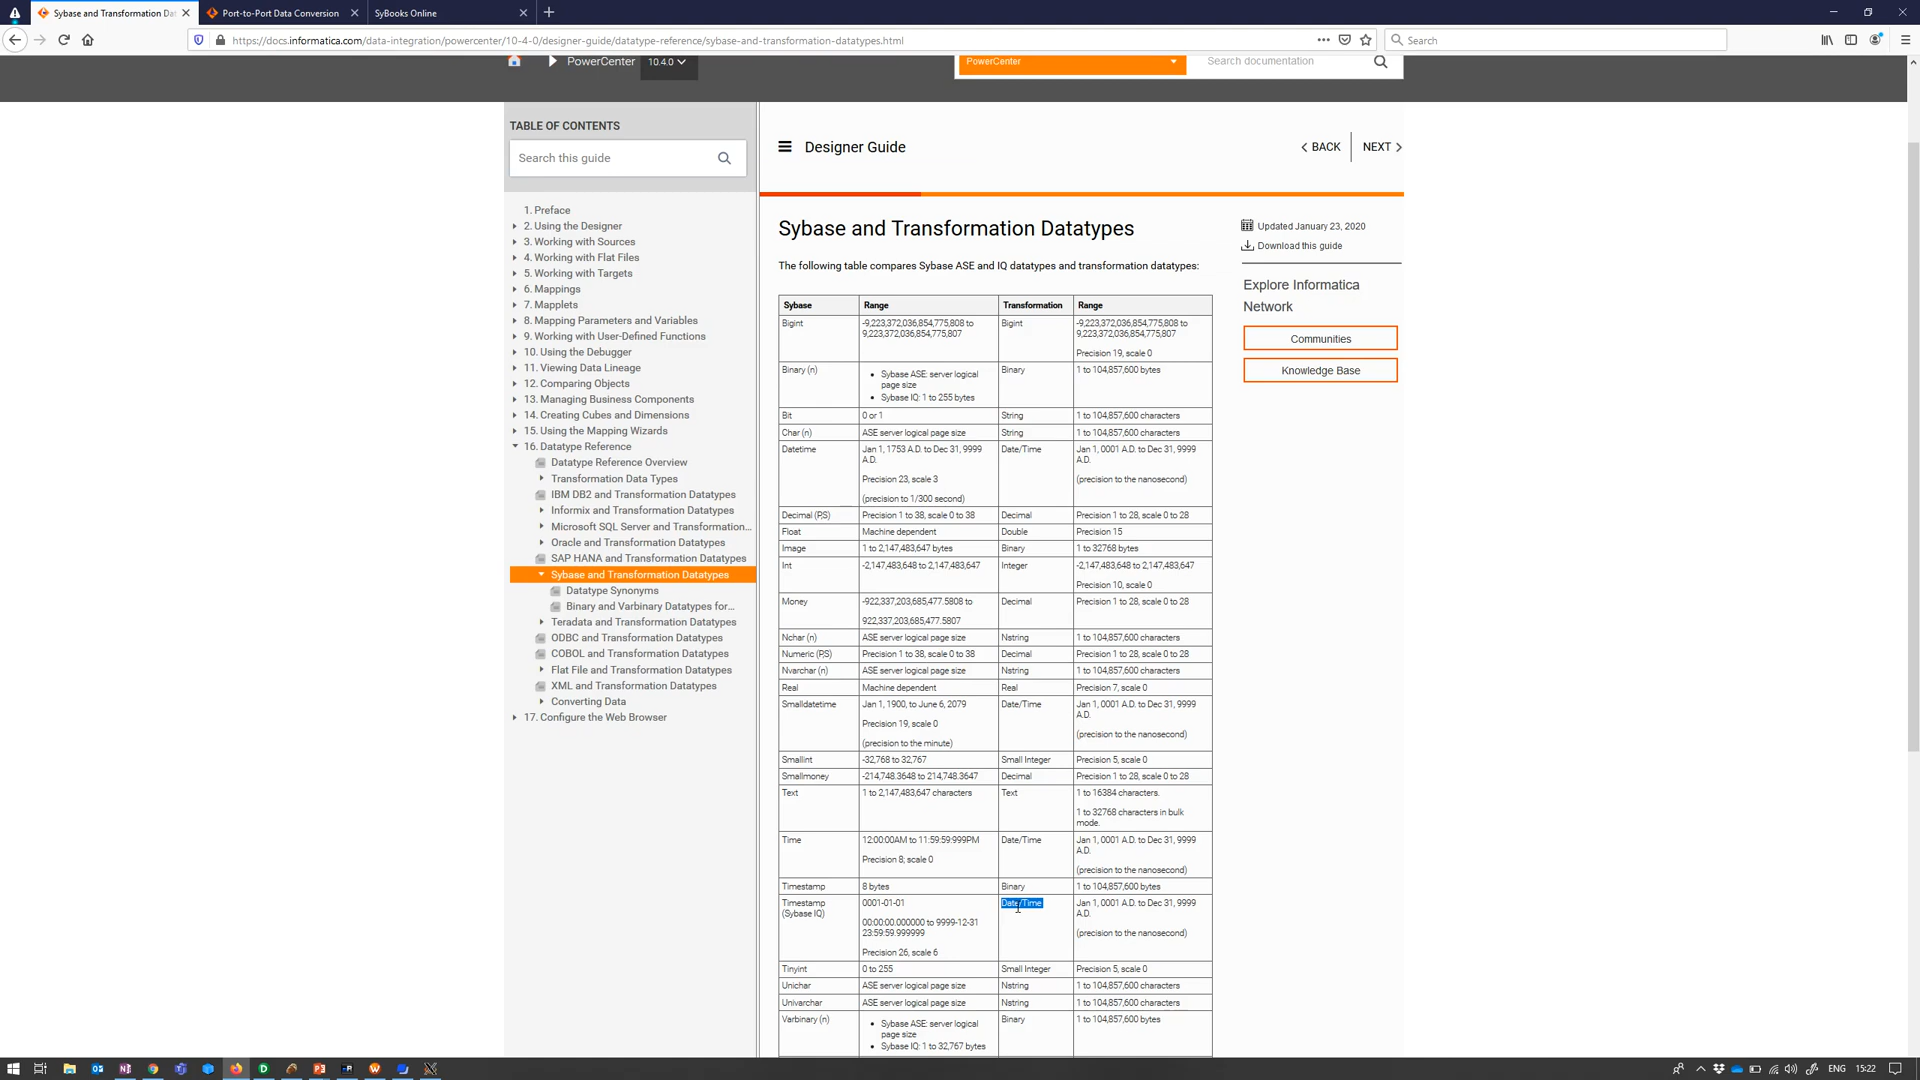 Sybase and Transformation Dat
Port-to-Port Data Conversion
SyBooks Online
https://docs.informatica.com/data-integration/powercenter/10-4-0/designer-guide/datatype-reference/sybase-and-transformation-datatypes.html
Search
PowerCenter
10.4.0
PowerCenter
Search documentation
TABLE OF CONTENTS
Search this guide
1. Preface
2. Using the Designer
3. Working with Sources
4. Working with Flat Files
5. Working with Targets
6. Mappings
7. Mapplets
8. Mapping Parameters and Variables
9. Working with User-Defined Functions
10. Using the Debugger
11. Viewing Data Lineage
12. Comparing Objects
13. Managing Business Components
14. Creating Cubes and Dimensions
15. Using the Mapping Wizards
16. Datatype Reference
Datatype Reference Overview
Transformation Data Types
IBM DB2 and Transformation Datatypes
Informix and Transformation Datatypes
Microsoft SQL Server and Transformation...
Oracle and Transformation Datatypes
SAP HANA and Transformation Datatypes
Sybase and Transformation Datatypes
Datatype Synonyms
Binary and Varbinary Datatypes for...
Teradata and Transformation Datatypes
ODBC and Transformation Datatypes
COBOL and Transformation Datatypes
Flat File and Transformation Datatypes
XML and Transformation Datatypes
Converting Data
17. Configure the Web Browser
Designer Guide
BACK
NEXT
Sybase and Transformation Datatypes
The following table compares Sybase ASE and IQ datatypes and transformation datatypes:
Sybase Range Transformation Range
Bigint -9,223,372,036,854,775,808 to Bigint -9,223,372,036,854,775,808 to
9,223,372,036,854,775,807 9,223,372,036,854,775,807
Precision 19, scale 0
Binary (n) • Sybase ASE: server logical Binary 1 to 104,857,600 bytes
page size
• Sybase IQ: 1 to 255 bytes
Bit 0 or 1 String 1 to 104,857,600 characters
Char (n) ASE server logical page size String 1 to 104,857,600 characters
Datetime Jan 1, 1753 A.D. to Dec 31, 9999 Date/Time Jan 1, 0001 A.D. to Dec 31, 9999
A.D. A.D.
Precision 23, scale 3 (precision to the nanosecond)
(precision to 1/300 second)
Decimal (P,S) Precision 1 to 38, scale 0 to 38 Decimal Precision 1 to 28, scale 0 to 28
Float Machine dependent Double Precision 15
Image 1 to 2,147,483,647 bytes Binary 1 to 32768 bytes
Int -2,147,483,648 to 2,147,483,647 Integer -2,147,483,648 to 2,147,483,647
Precision 10, scale 0
Money -922,337,203,685,477.5808 to Decimal Precision 1 to 28, scale 0 to 28
922,337,203,685,477.5807
Nchar (n) ASE server logical page size Nstring 1 to 104,857,600 characters
Numeric (P,S) Precision 1 to 38, scale 0 to 38 Decimal Precision 1 to 28, scale 0 to 28
Nvarchar (n) ASE server logical page size Nstring 1 to 104,857,600 characters
Real Machine dependent Real Precision 7, scale 0
Smalldatetime Jan 1, 1900, to June 6, 2079 Date/Time Jan 1, 0001 A.D. to Dec 31, 9999
A.D.
Precision 19, scale 0
(precision to the nanosecond)
(precision to the minute)
Smallint -32,768 to 32,767 Small Integer Precision 5, scale 0
Smallmoney -214,748.3648 to 214,748.3647 Decimal Precision 1 to 28, scale 0 to 28
Text 1 to 2,147,483,647 characters Text 1 to 16384 characters.
1 to 32768 characters in bulk
mode.
Time 12:00:00AM to 11:59:59:999PM Date/Time Jan 1, 0001 A.D. to Dec 31, 9999
A.D.
Precision 8; scale 0
(precision to the nanosecond)
Timestamp 8 bytes Binary 1 to 104,857,600 bytes
Timestamp 0001-01-01 Date/Time Jan 1, 0001 A.D. to Dec 31, 9999
(Sybase IQ) A.D.
00:00:00.000000 to 9999-12-31
23:59:59.999999 (precision to the nanosecond)
Precision 26, scale 6
Tinyint 0 to 255 Small Integer Precision 5, scale 0
Unichar ASE server logical page size Nstring 1 to 104,857,600 characters
Univarchar ASE server logical page size Nstring 1 to 104,857,600 characters
Varbinary (n) • Sybase ASE: server logical Binary 1 to 104,857,600 bytes
page size
• Sybase IQ: 1 to 32,767 bytes
Updated January 23, 2020
Download this guide
Explore Informatica
Network
Communities
Knowledge Base
ENG
15:22